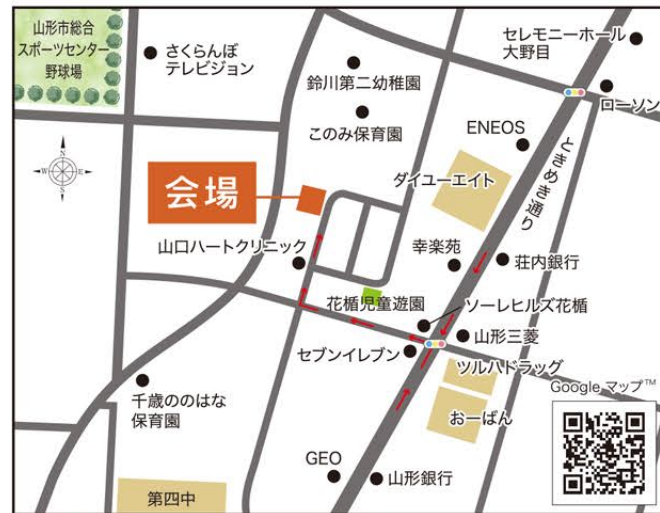 山形市総合
スポーツセンター
野球場
さくらんぼ
テレビジョン
鈴川第二幼稚園
このみ保育園
セレモニーホール
大野目
ローソン
ENEOS
ときめき通り
ダイユーエイト
N
W
E
S
会場
山口ハートクリニック
幸楽苑
荘内銀行
花楯児童遊園
ソーレヒルズ花楯
山形三菱
セブンイレブン
ツルハドラッグ
おーばん
Google マップ™
千歳ののはな
保育園
GEO
山形銀行
第四中